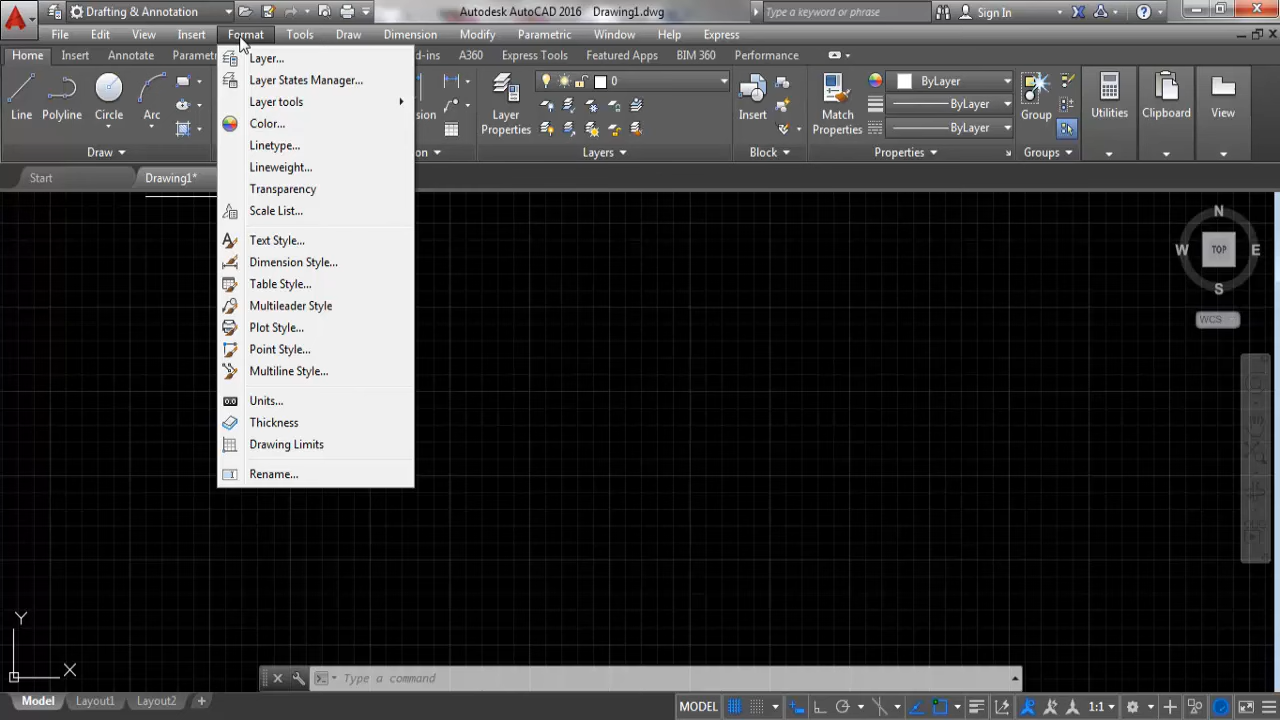 Drafting & Annotation
Autodesk AutoCAD 2016 Drawing1.dwg
Type a keyword or phrase
Sign In
File Edit View Insert Format Tools Draw Dimension Modify Parametric Window Help Express
Home Insert Annotate Parame d-ins A360 Express Tools Featured Apps BIM 360 Performance
Layer...
Layer States Manager...
Layer tools
Color...
Linetype...
Lineweight...
Transparency
Scale List...
Text Style...
Dimension Style...
Table Style...
Multileader Style
Plot Style...
Point Style...
Multiline Style...
Units...
Thickness
Drawing Limits
Rename...
Line Polyline Circle Arc
Draw
0
Layer Properties
Layers
Insert
Block
Match Properties
ByLayer
ByLayer
ByLayer
Properties
Group
Groups
Utilities
Clipboard
View
Start Drawing1*
N
W TOP E
S
WCS
Y
X
Type a command
Model Layout1 Layout2 +
MODEL 1:1